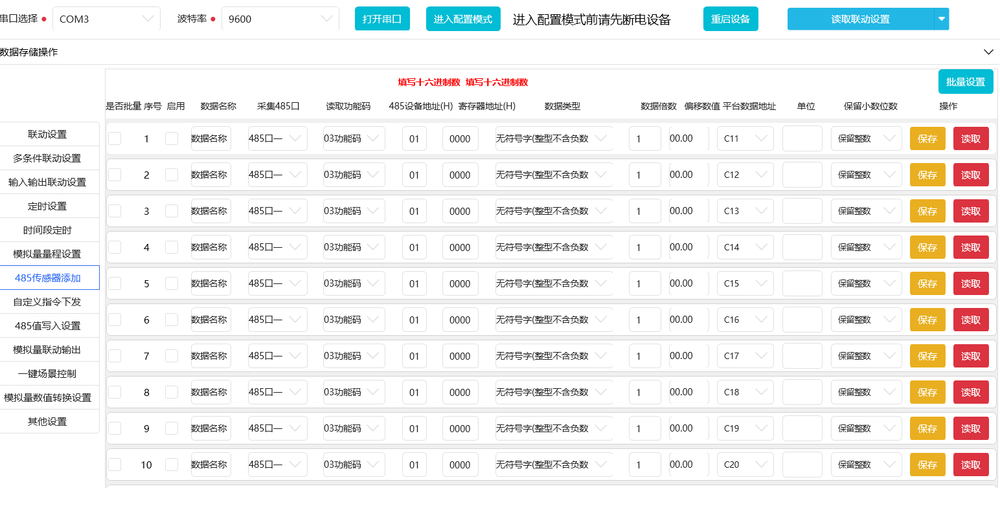 串口选择 ● COM3 波特率 ● 9600 打开串口 进入配置模式 进入配置模式前请先断电设备 重启设备 读取联动设置
数据存储操作
填写十六进制数 填写十六进制数 批量设置
是否批量 序号 启用 数据名称 采集485口 读取功能码 485设备地址(H) 寄存器地址(H) 数据类型 数据倍数 偏移数值 平台数据地址 单位 保留小数位数 操作
联动设置
多条件联动设置
输入输出联动设置
定时设置
时间段定时
模拟量量程设置
485传感器添加
自定义指令下发
485值写入设置
模拟量联动输出
一键场景控制
模拟量数值转换设置
其他设置
1 数据名称 485口一 03功能码 01 0000 无符号字(整型不含负数 1 00.00 C11 保留整数 保存 读取
2 数据名称 485口一 03功能码 01 0000 无符号字(整型不含负数 1 00.00 C12 保留整数 保存 读取
3 数据名称 485口一 03功能码 01 0000 无符号字(整型不含负数 1 00.00 C13 保留整数 保存 读取
4 数据名称 485口一 03功能码 01 0000 无符号字(整型不含负数 1 00.00 C14 保留整数 保存 读取
5 数据名称 485口一 03功能码 01 0000 无符号字(整型不含负数 1 00.00 C15 保留整数 保存 读取
6 数据名称 485口一 03功能码 01 0000 无符号字(整型不含负数 1 00.00 C16 保留整数 保存 读取
7 数据名称 485口一 03功能码 01 0000 无符号字(整型不含负数 1 00.00 C17 保留整数 保存 读取
8 数据名称 485口一 03功能码 01 0000 无符号字(整型不含负数 1 00.00 C18 保留整数 保存 读取
9 数据名称 485口一 03功能码 01 0000 无符号字(整型不含负数 1 00.00 C19 保留整数 保存 读取
10 数据名称 485口一 03功能码 01 0000 无符号字(整型不含负数 1 00.00 C20 保留整数 保存 读取